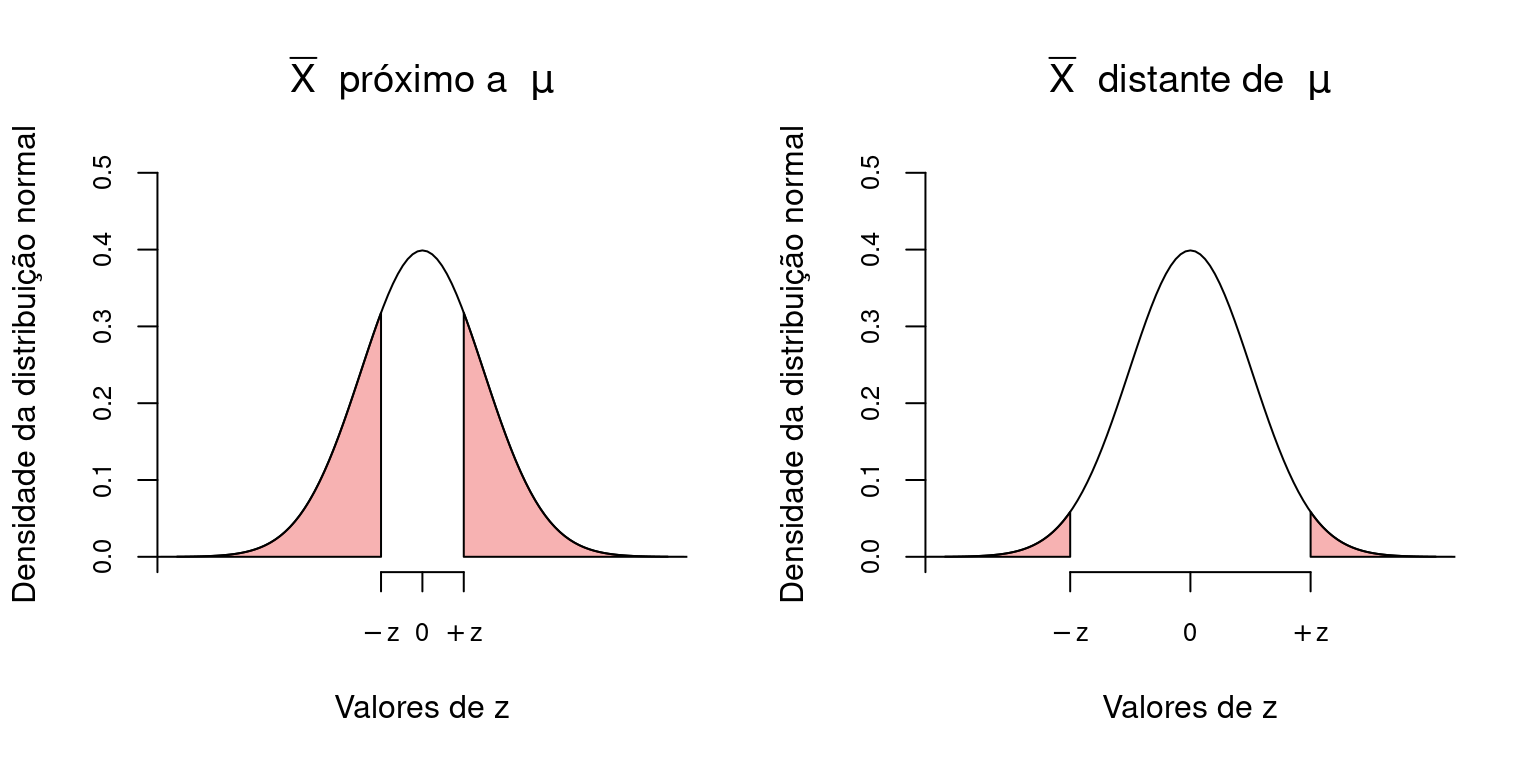 X̅ próximo a μ
Densidade da distribuição normal
0.5
0.4
0.3
0.2
0.1
0.0
−z 0 +z
Valores de z
X̅ distante de μ
Densidade da distribuição normal
0.5
0.4
0.3
0.2
0.1
0.0
−z 0 +z
Valores de z